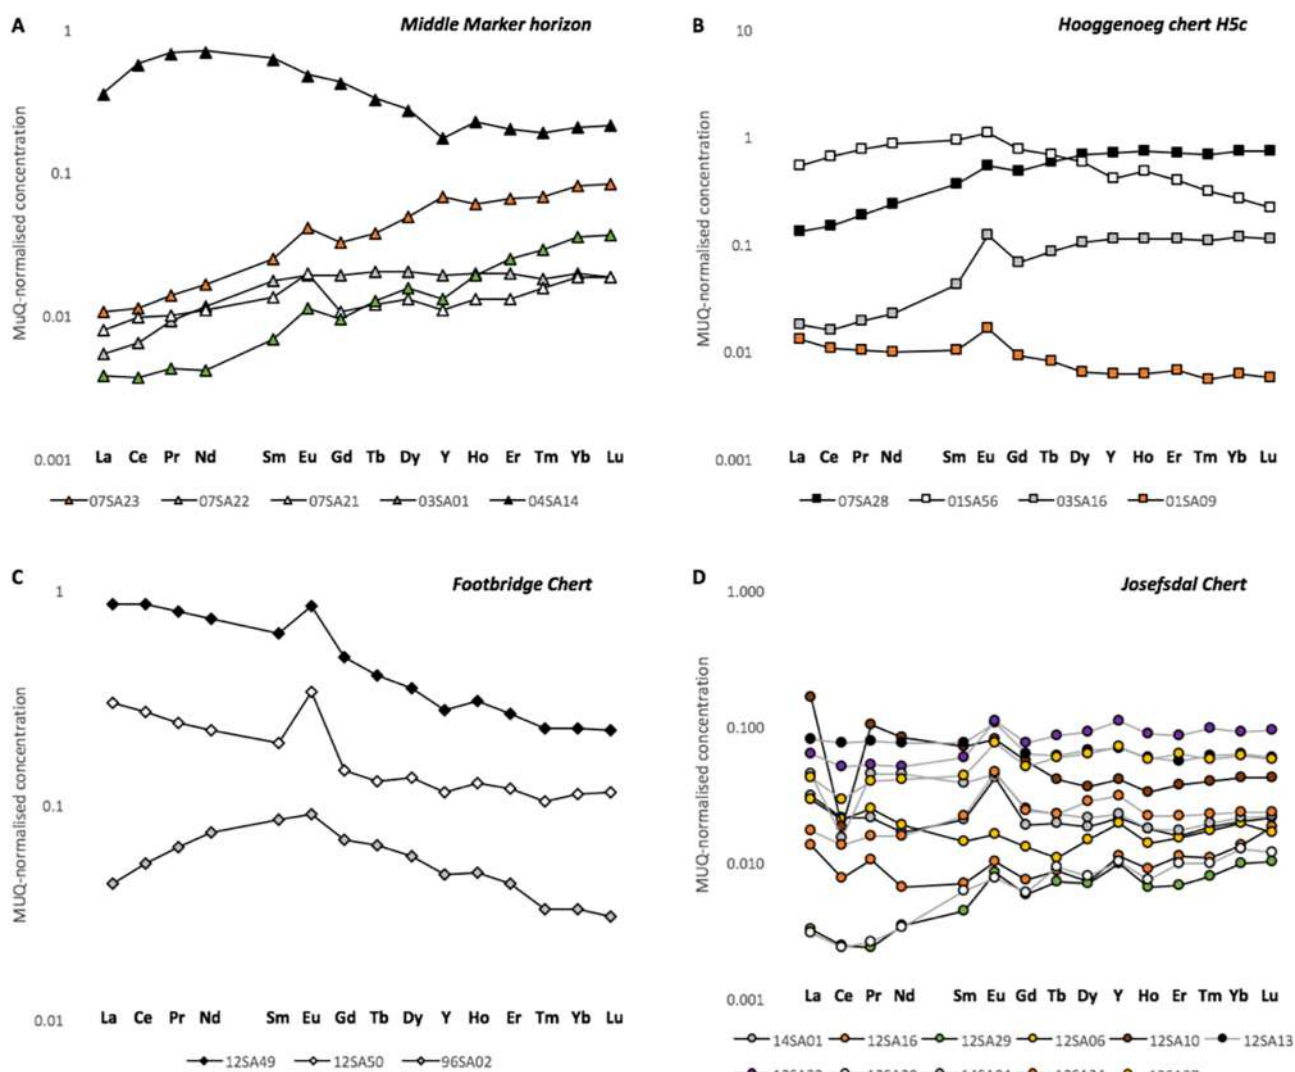 A
Middle Marker horizon
1
0.1
0.01
0.001
MuQ-normalised concentration
La Ce Pr Nd Sm Eu Gd Tb Dy Y Ho Er Tm Yb Lu
07SA23 07SA22 07SA21 03SA01 04SA14
B
Hooggenoeg chert H5c
10
1
0.1
0.01
0.001
MUQ-normalised concentration
La Ce Pr Nd Sm Eu Gd Tb Dy Y Ho Er Tm Yb Lu
07SA28 01SA56 03SA16 01SA09
C
Footbridge Chert
1
0.1
0.01
MUQ-normalised concentration
La Ce Pr Nd Sm Eu Gd Tb Dy Y Ho Er Tm Yb Lu
12SA49 12SA50 96SA02
D
Josefsdal Chert
1.000
0.100
0.010
0.001
MUQ-normalised concentration
La Ce Pr Nd Sm Eu Gd Tb Dy Y Ho Er Tm Yb Lu
14SA01 12SA16 12SA29 12SA06 12SA10 12SA13